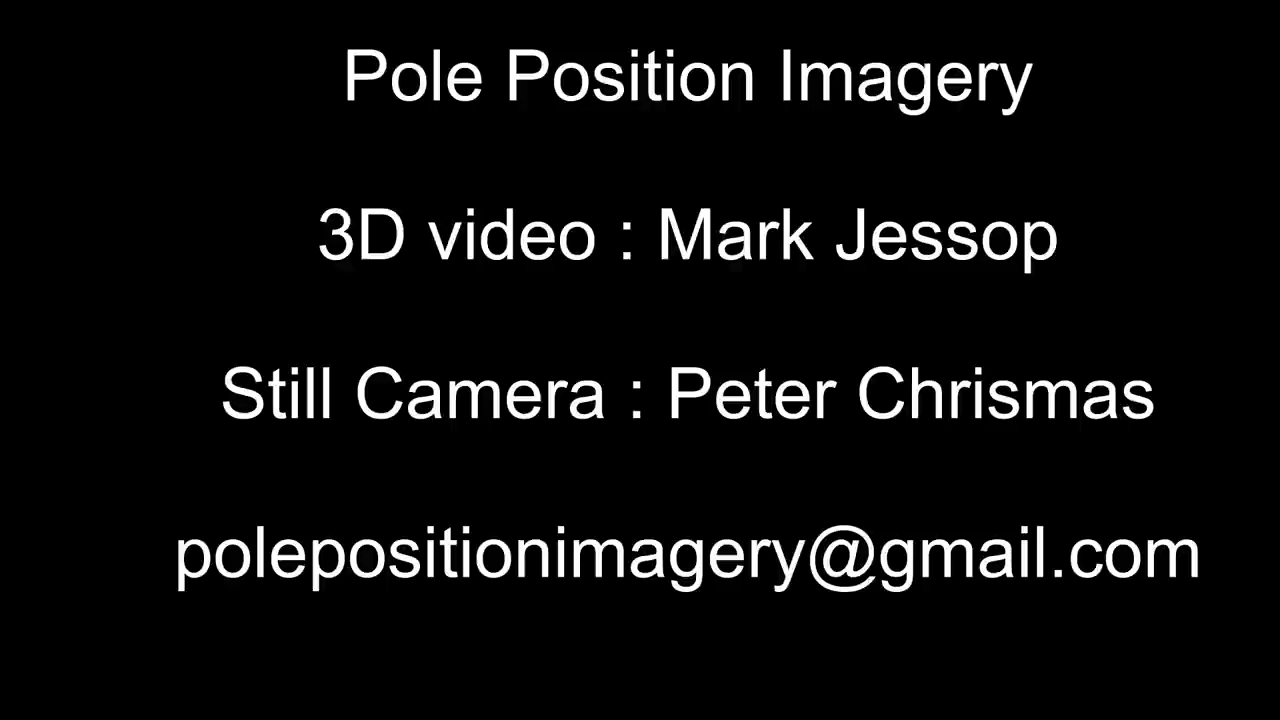 Pole Position Imagery
3D video : Mark Jessop
Still Camera : Peter Chrismas
polepositionimagery@gmail.com